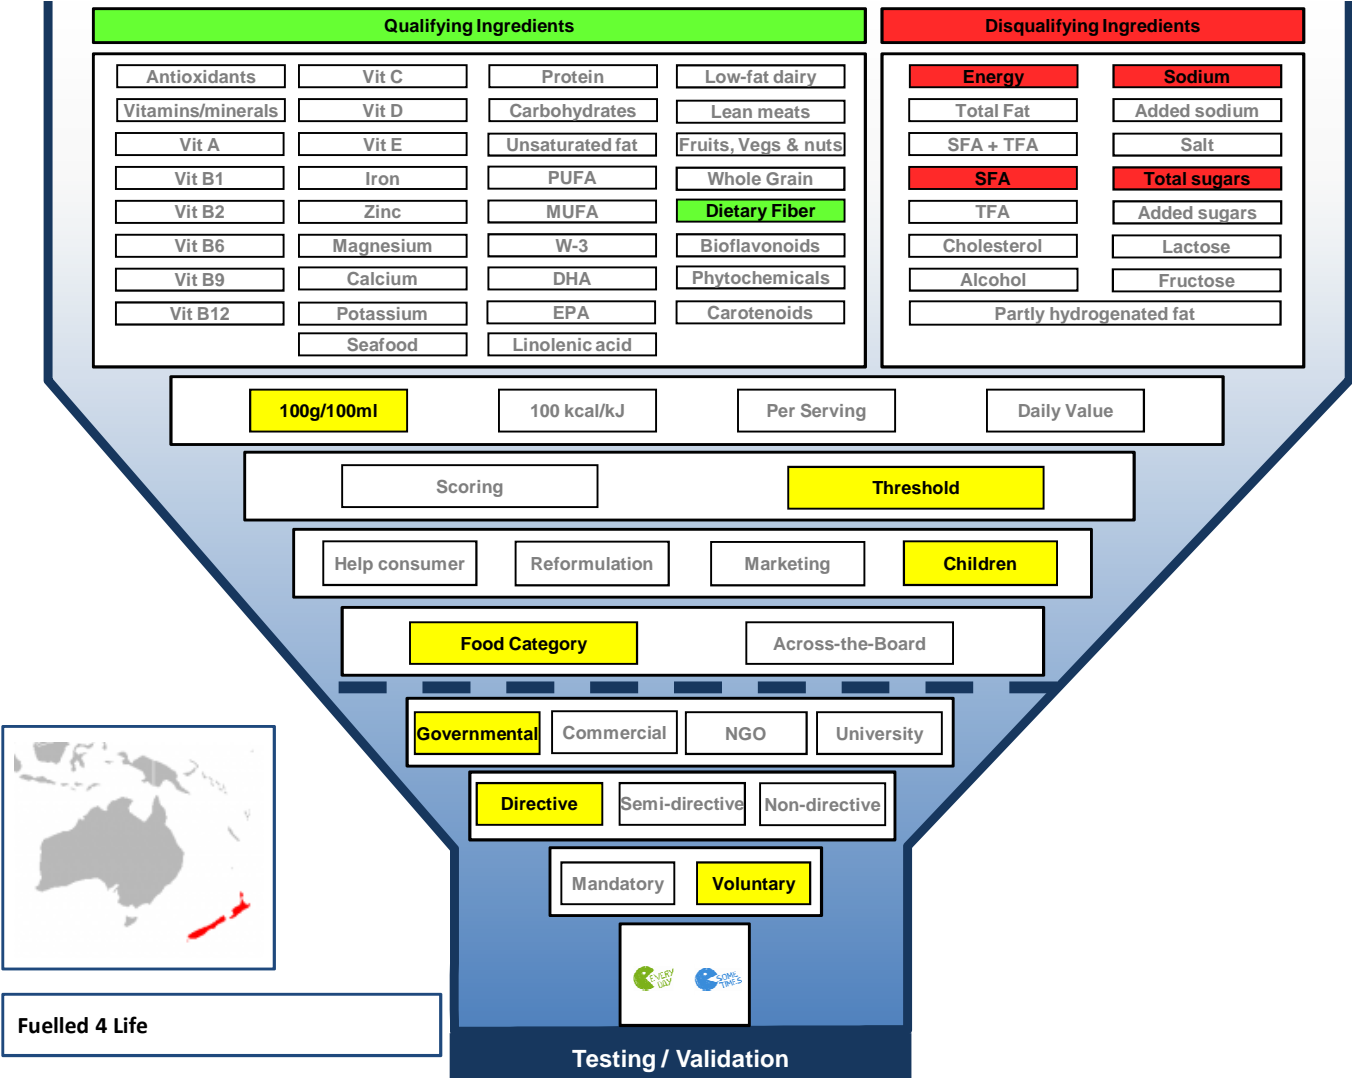 Qualifying Ingredients
Disqualifying Ingredients
Antioxidants Vit C Protein Low-fat dairy
Vitamins/minerals Vit D Carbohydrates Lean meats
Vit A Vit E Unsaturated fat Fruits, Vegs & nuts
Vit B1 Iron PUFA Whole Grain
Vit B2 Zinc MUFA Dietary Fiber
Vit B6 Magnesium W-3 Bioflavonoids
Vit B9 Calcium DHA Phytochemicals
Vit B12 Potassium EPA Carotenoids
Seafood Linolenic acid
Energy Sodium
Total Fat Added sodium
SFA + TFA Salt
SFA Total sugars
TFA Added sugars
Cholesterol Lactose
Alcohol Fructose
Partly hydrogenated fat
100g/100ml 100 kcal/kJ Per Serving Daily Value
Scoring Threshold
Help consumer Reformulation Marketing Children
Food Category Across-the-Board
Governmental Commercial NGO University
Directive Semi-directive Non-directive
Mandatory Voluntary
EVERY
DAY
SOME
TIMES
Fuelled 4 Life
Testing / Validation